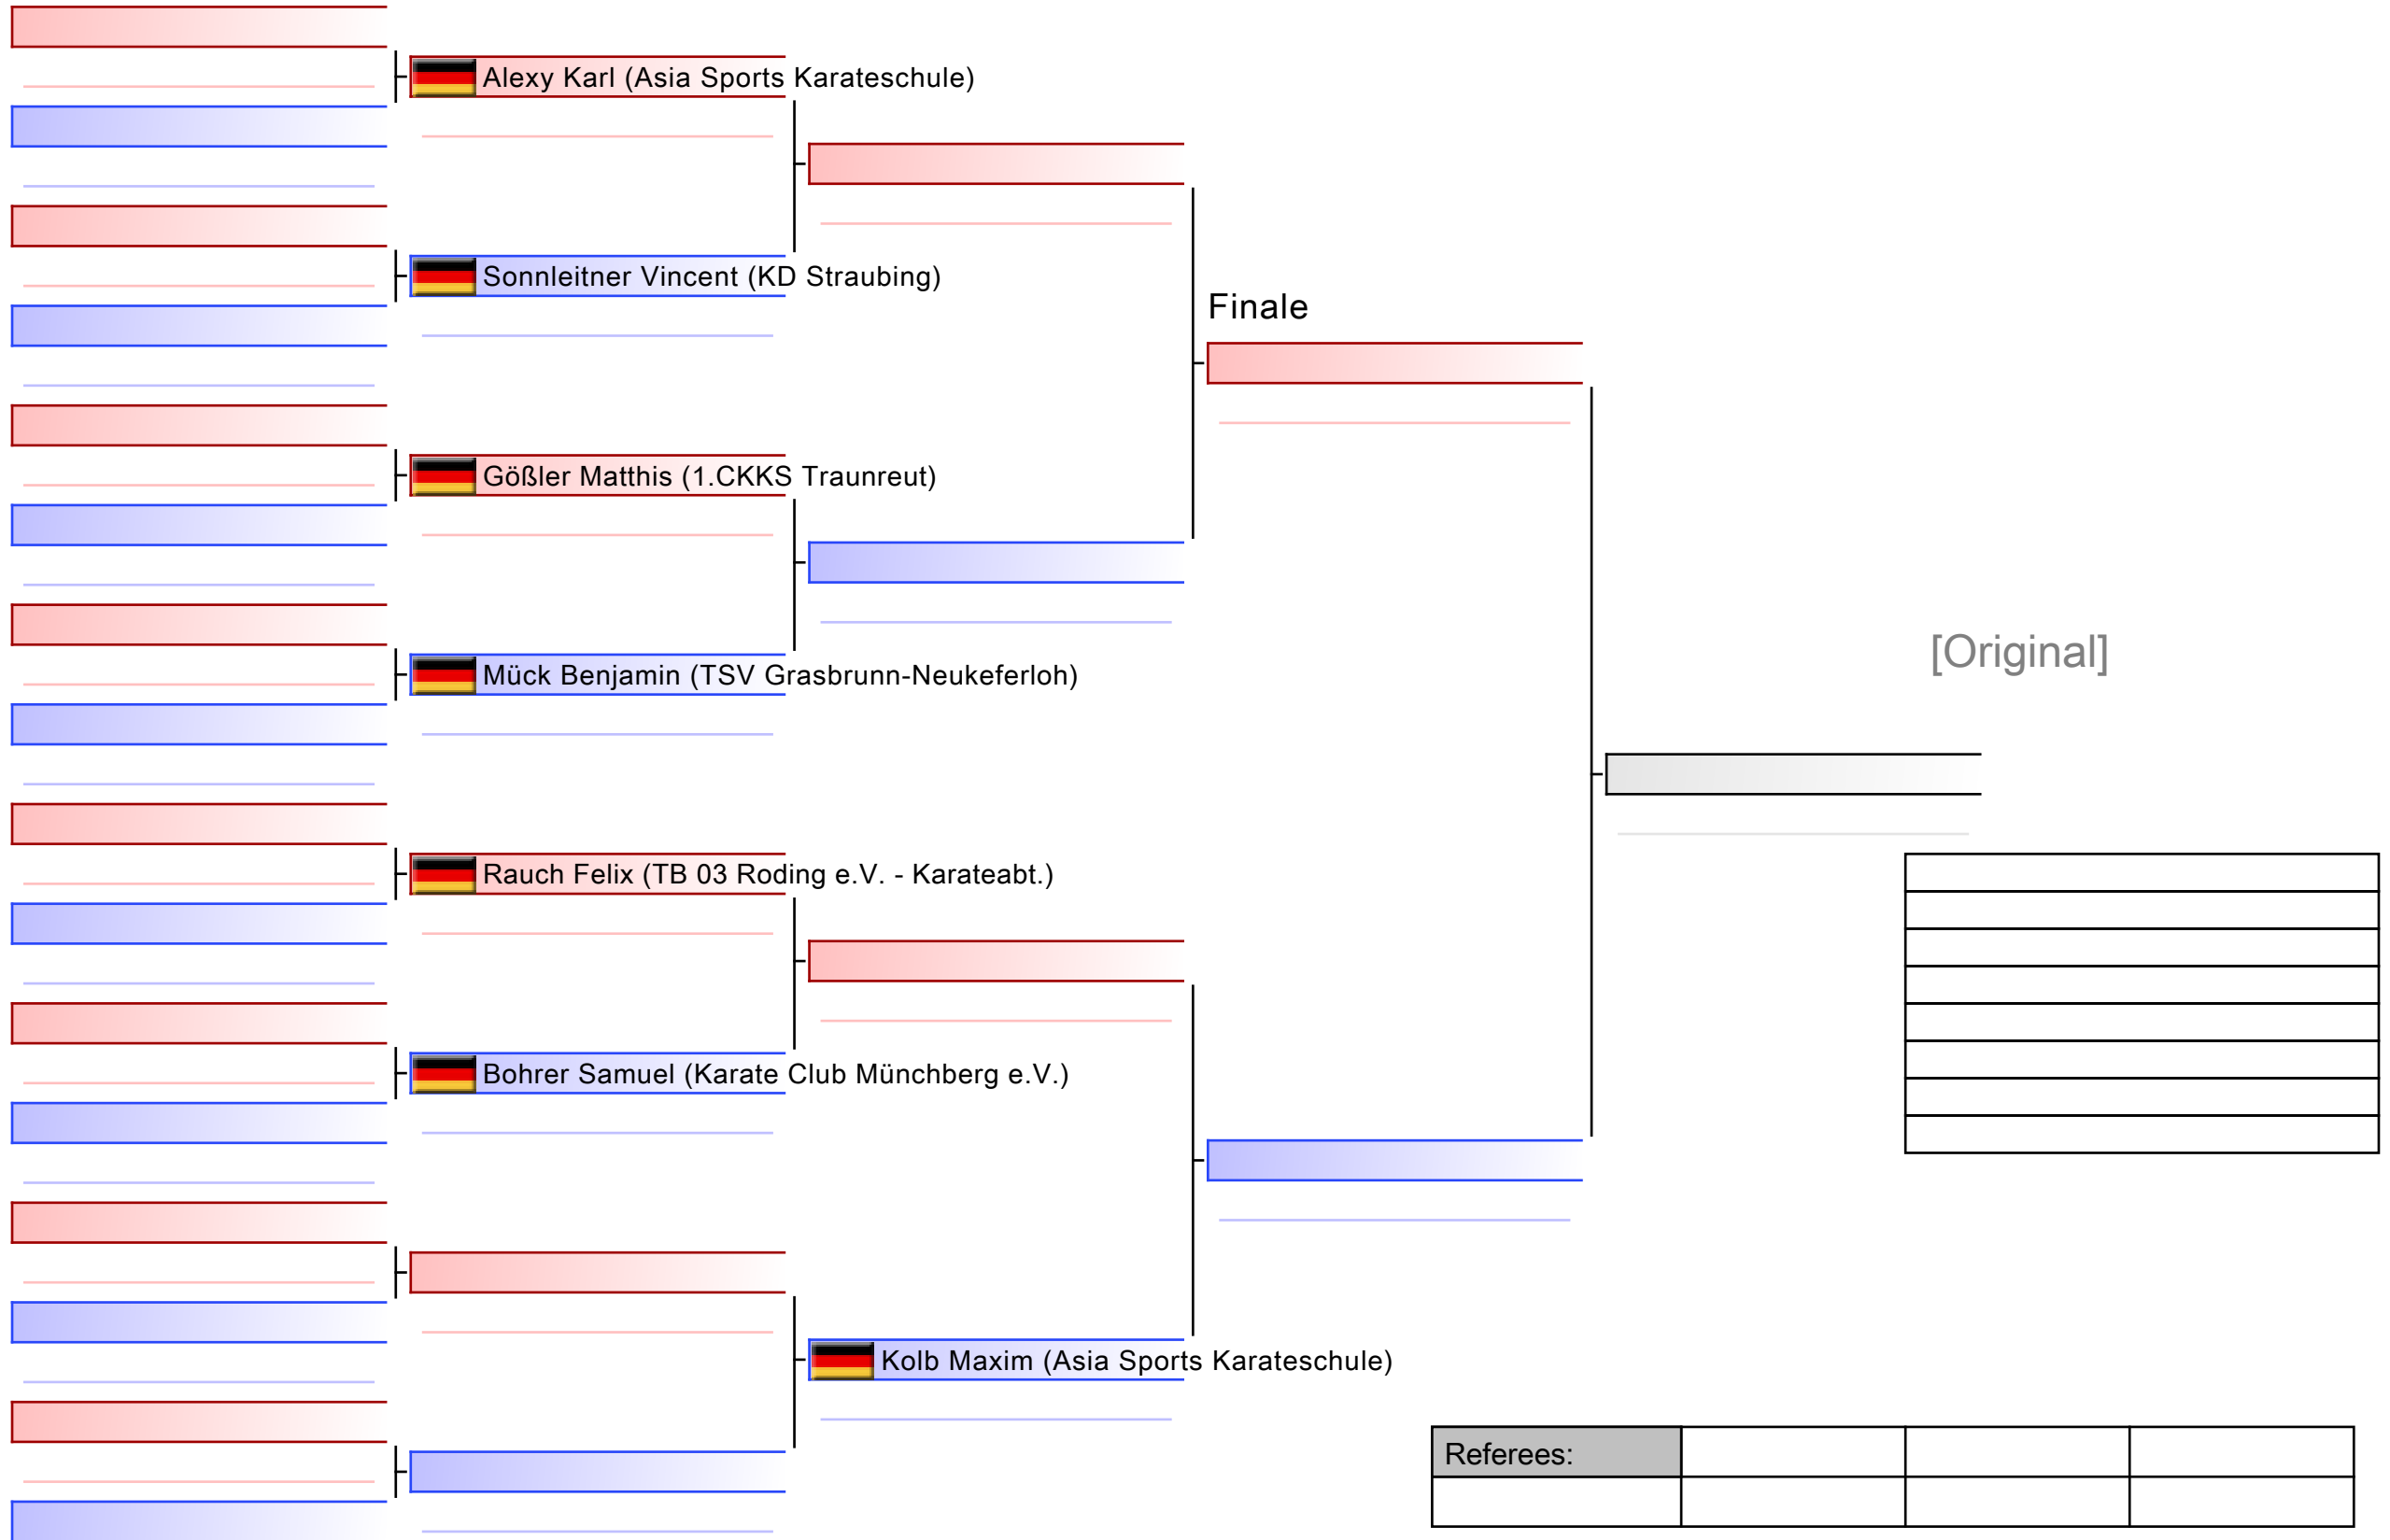 Alexy Karl (Asia Sports Karateschule)
Sonnleitner Vincent (KD Straubing)
Finale
Gößler Matthis (1.CKKS Traunreut)
[Original]
Mück Benjamin (TSV Grasbrunn-Neukeferloh)
Rauch Felix (TB 03 Roding e.V. - Karateabt.)
Bohrer Samuel (Karate Club Münchberg e.V.)
Kolb Maxim (Asia Sports Karateschule)
Referees: